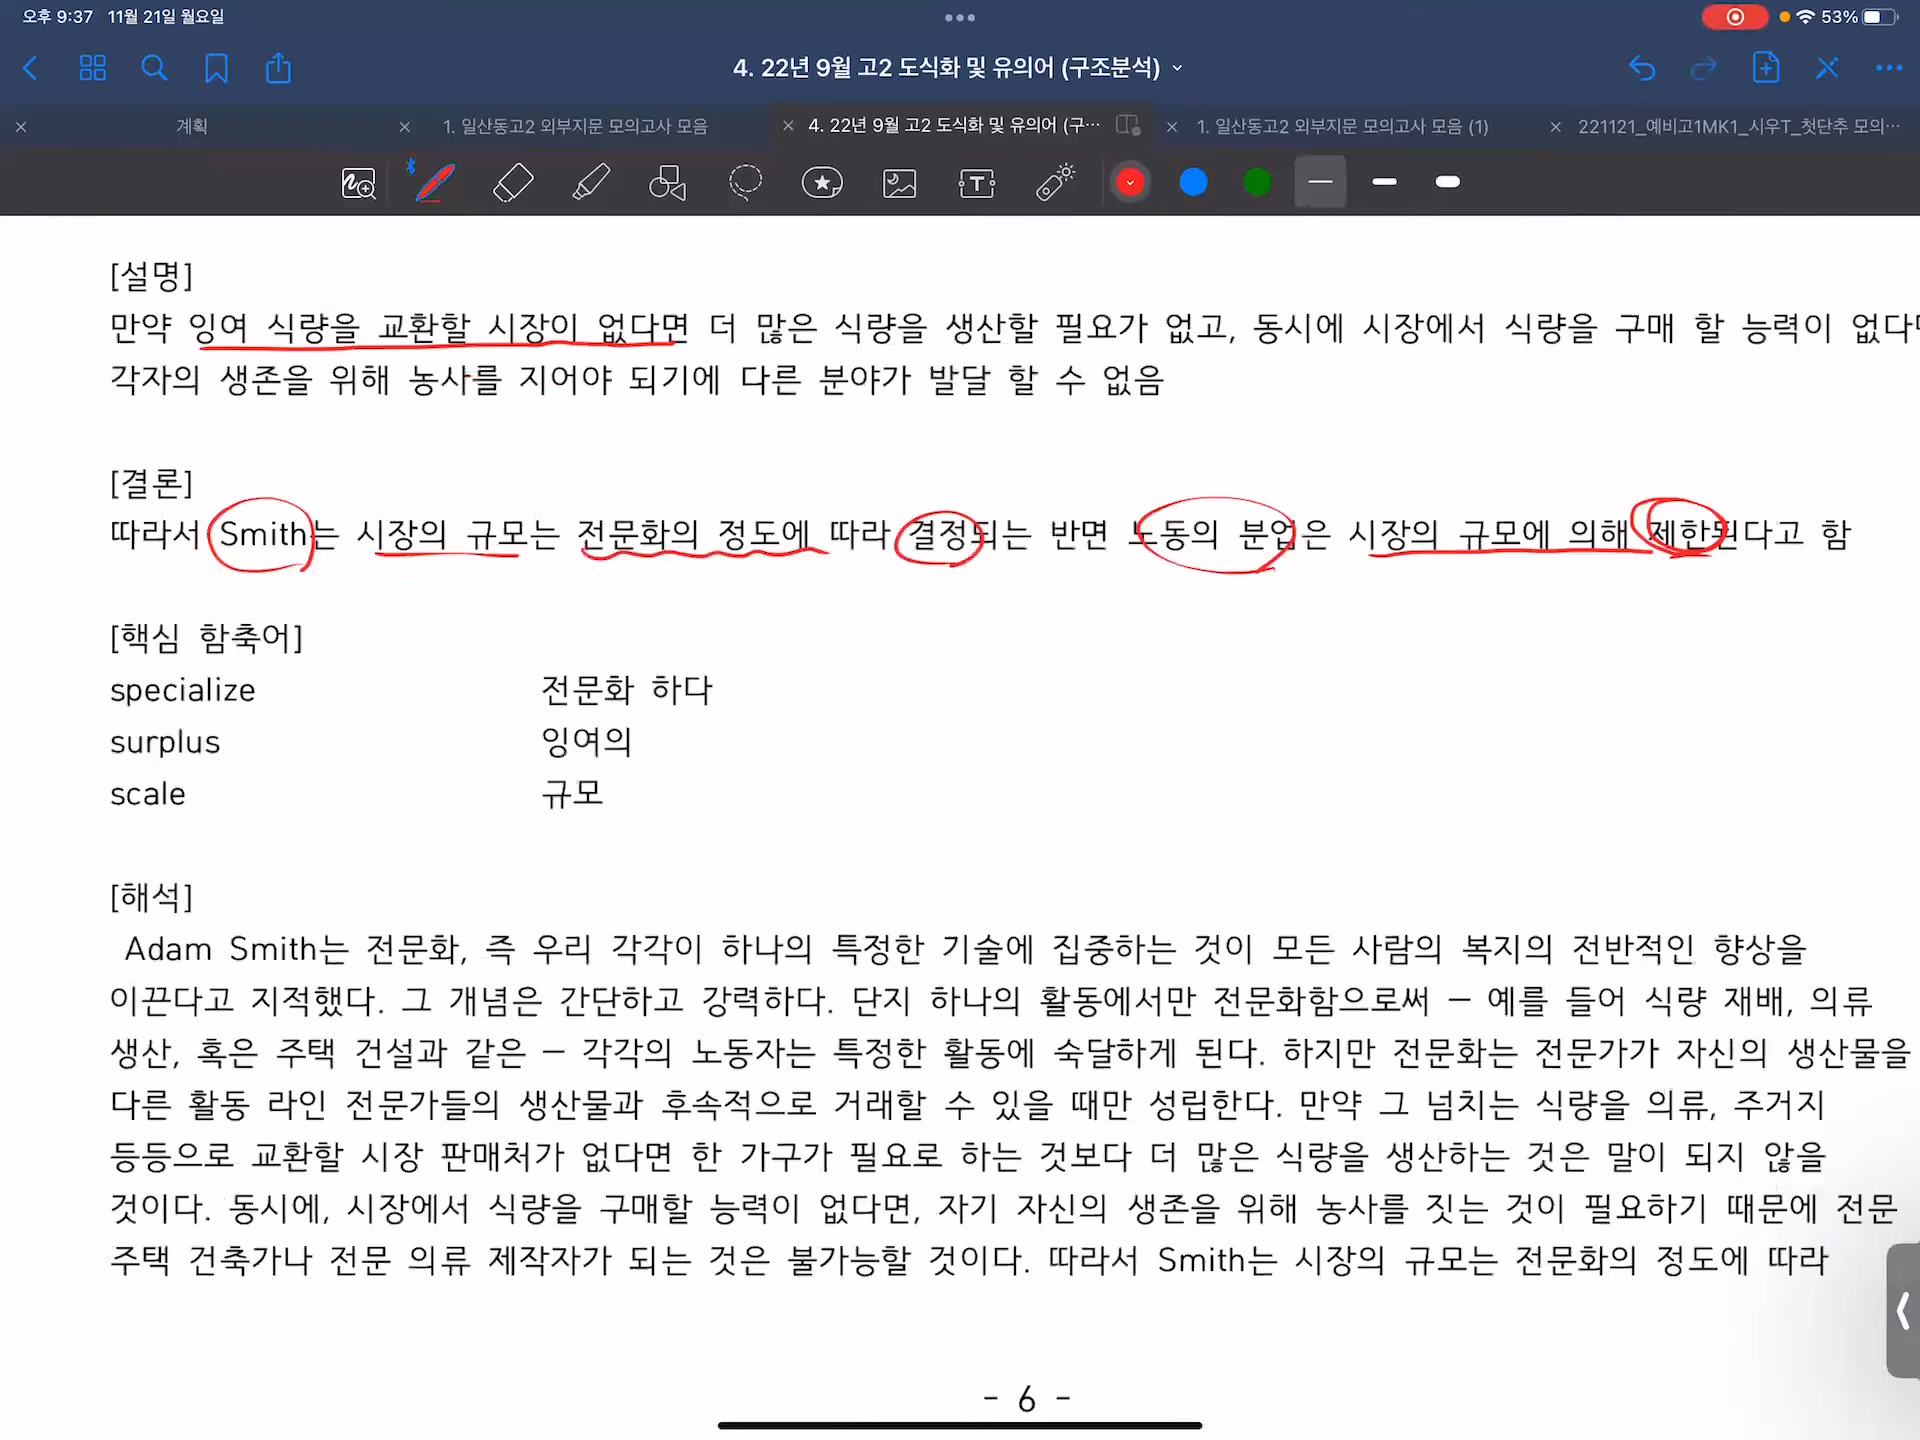 오후 9:37 11월 21일 월요일
53%
4. 22년 9월 고2 도식화 및 유의어 (구조분석)
계획
1. 일산동고2 외부지문 모의고사 모음
4. 22년 9월 고2 도식화 및 유의어 (구…
1. 일산동고2 외부지문 모의고사 모음 (1)
221121_예비고1MK1_시우T_첫단추 모의…
[설명]
만약 잉여 식량을 교환할 시장이 없다면 더 많은 식량을 생산할 필요가 없고, 동시에 시장에서 식량을 구매 할 능력이 없다
각자의 생존을 위해 농사를 지어야 되기에 다른 분야가 발달 할 수 없음
[결론]
따라서 Smith는 시장의 규모는 전문화의 정도에 따라 결정되는 반면 노동의 분업은 시장의 규모에 의해 제한된다고 함
[핵심 함축어]
specialize 전문화 하다
surplus 잉여의
scale 규모
[해석]
Adam Smith는 전문화, 즉 우리 각각이 하나의 특정한 기술에 집중하는 것이 모든 사람의 복지의 전반적인 향상을
이끈다고 지적했다. 그 개념은 간단하고 강력하다. 단지 하나의 활동에서만 전문화함으로써 – 예를 들어 식량 재배, 의류
생산, 혹은 주택 건설과 같은 – 각각의 노동자는 특정한 활동에 숙달하게 된다. 하지만 전문화는 전문가가 자신의 생산물을
다른 활동 라인 전문가들의 생산물과 후속적으로 거래할 수 있을 때만 성립한다. 만약 그 넘치는 식량을 의류, 주거지
등등으로 교환할 시장 판매처가 없다면 한 가구가 필요로 하는 것보다 더 많은 식량을 생산하는 것은 말이 되지 않을
것이다. 동시에, 시장에서 식량을 구매할 능력이 없다면, 자기 자신의 생존을 위해 농사를 짓는 것이 필요하기 때문에 전문
주택 건축가나 전문 의류 제작자가 되는 것은 불가능할 것이다. 따라서 Smith는 시장의 규모는 전문화의 정도에 따라
- 6 -